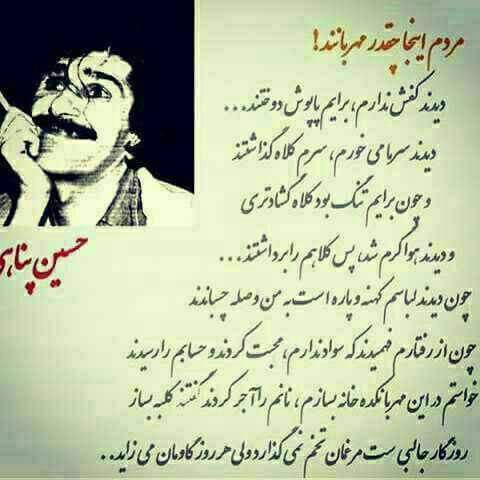 مردم اینجا چقدر مهربانند!
دیدند کفش ندارم، برایم پاپوش دوختند...
دیدند سرما می خورم، سرم کلاه گذاشتند
و چون برایم تنگ بود کلاه گشادتری
و دیدند هوا گرم شد، پس کلاهم را برداشتند...
چون دیدند لباسم کهنه و پاره است به من وصله چسباندند
چون از رفتارم فهمیدند که سواد ندارم، محبت کردند و حسابم را رسیدند
خواستم در این مهربانکده خانه بسازم، نانم را آجر کردند گفتند کلبه بساز
روزگار جالبی ست مرغمان تخم نمی گذارد ولی هر روز گاومان می زاید..
حسین پناهی